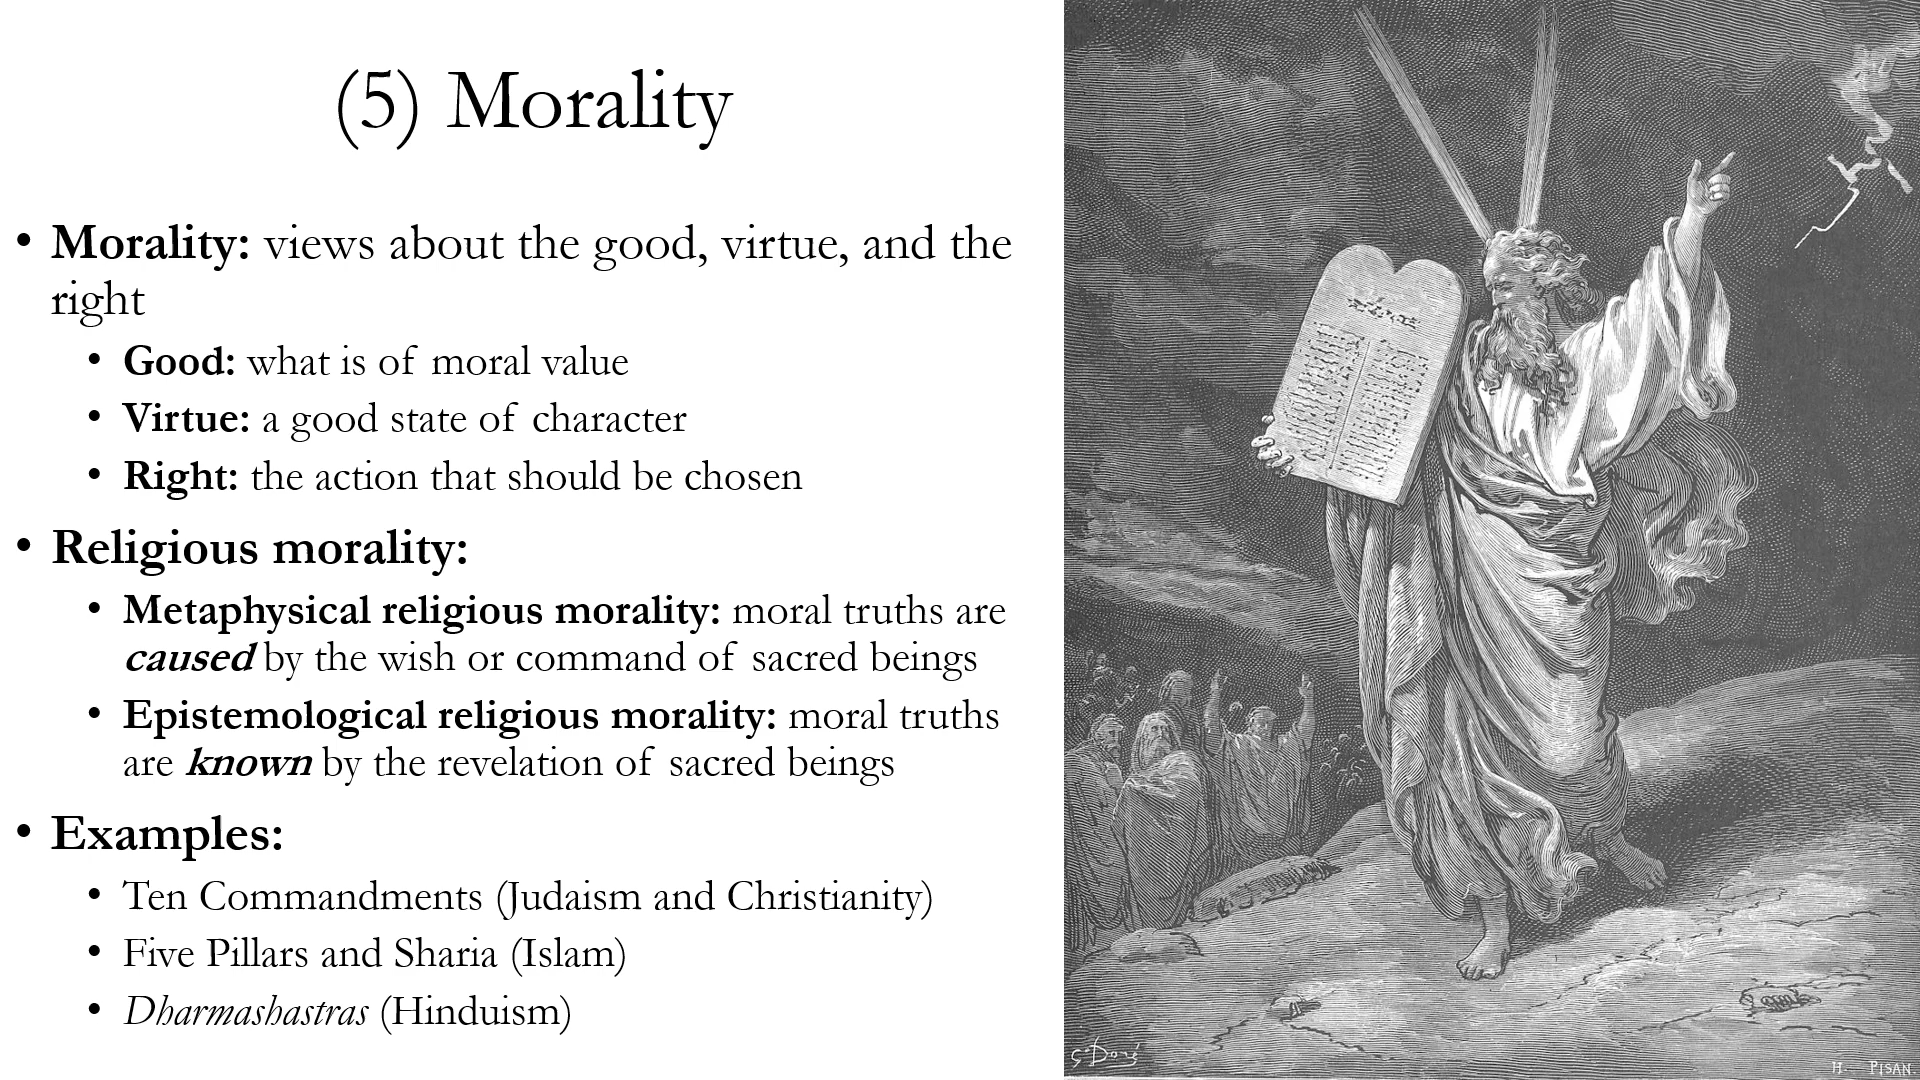 (5) Morality
• Morality: views about the good, virtue, and the
right
• Good: what is of moral value
• Virtue: a good state of character
• Right: the action that should be chosen
• Religious morality:
• Metaphysical religious morality: moral truths are
caused by the wish or command of sacred beings
• Epistemological religious morality: moral truths
are known by the revelation of sacred beings
• Examples:
• Ten Commandments (Judaism and Christianity)
• Five Pillars and Sharia (Islam)
• Dharmashastras (Hinduism)
G. Doré
H. PISAN.